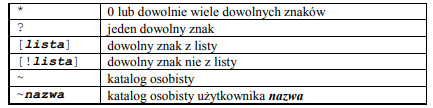 * 0 lub dowolnie wiele dowolnych znaków
? jeden dowolny znak
[lista] dowolny znak z listy
[!lista] dowolny znak nie z listy
~ katalog osobisty
~nazwa katalog osobisty użytkownika nazwa